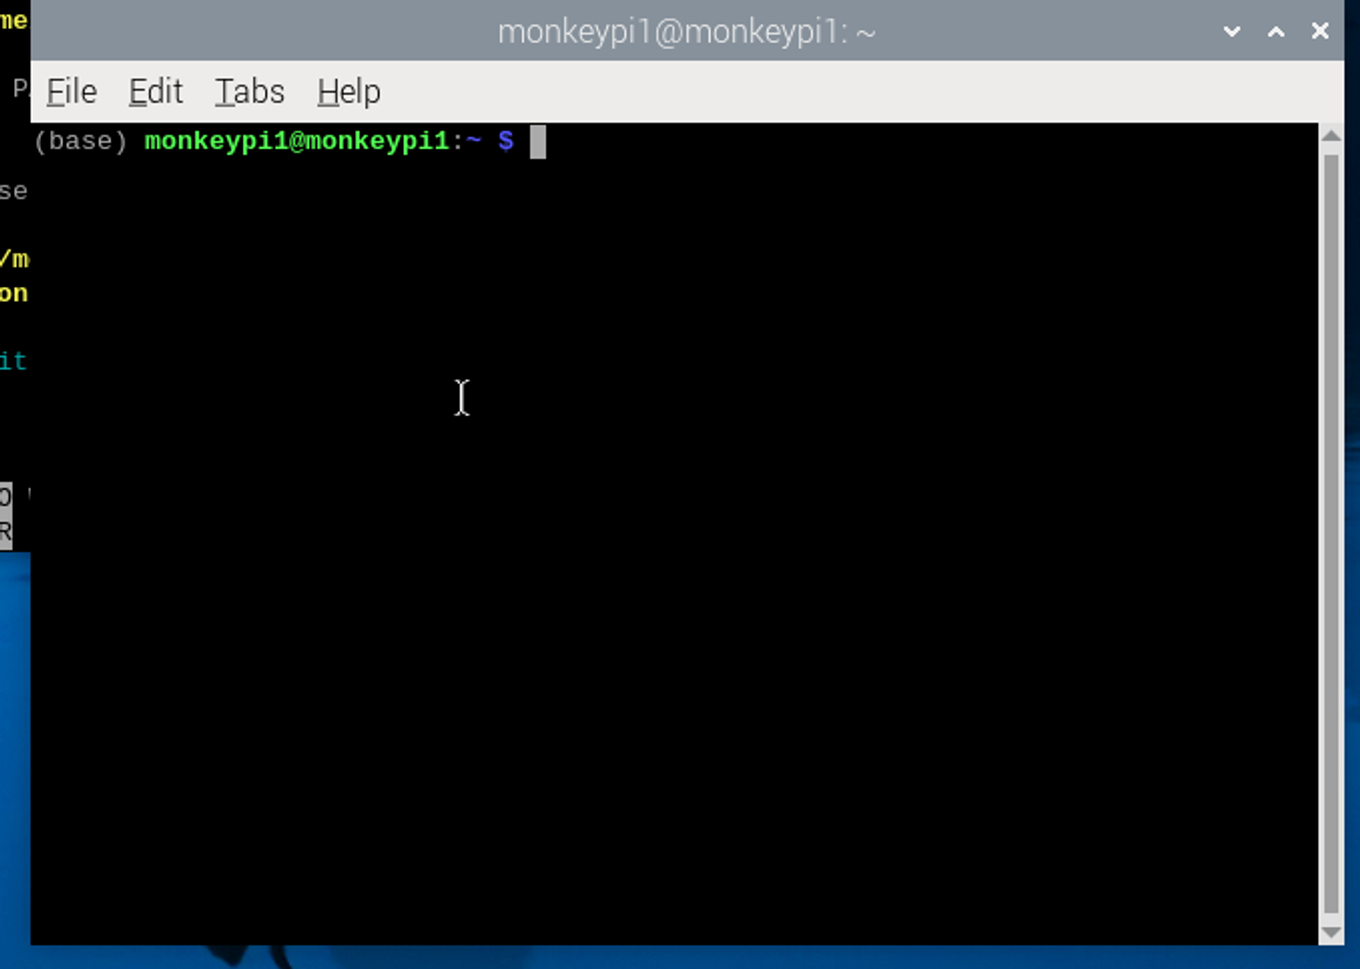 monkeypi1@monkeypi1: ~
File Edit Tabs Help
(base) monkeypi1@monkeypi1:~ $
me
P
se
/m
on
it
R